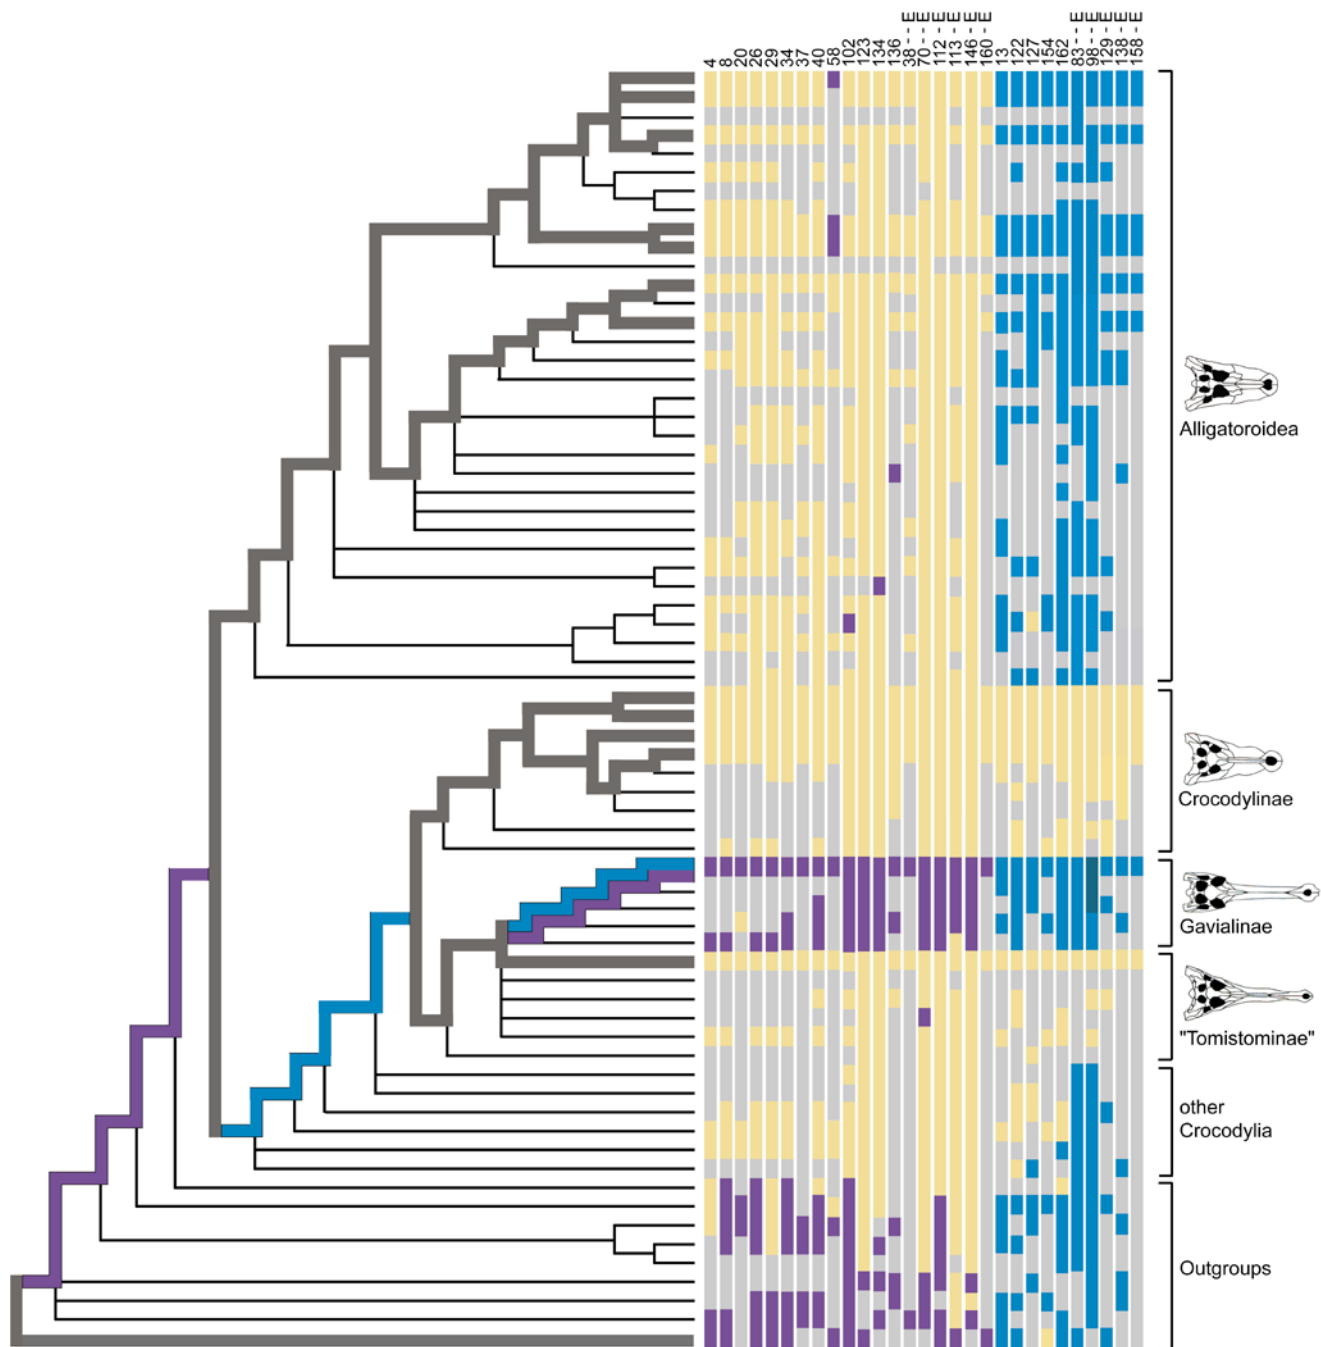 4
8
20
26
29
34
37
40
58
102
123
134
136
38 - - E
70 - - E
112 - E
113 - E
146 - E
160 - E
13
122
127
154
162
83 - - E
98 - - E
129 - E
138 - E
158 - E
Alligatoroidea
Crocodylinae
Gavialinae
"Tomistominae"
other
Crocodylia
Outgroups